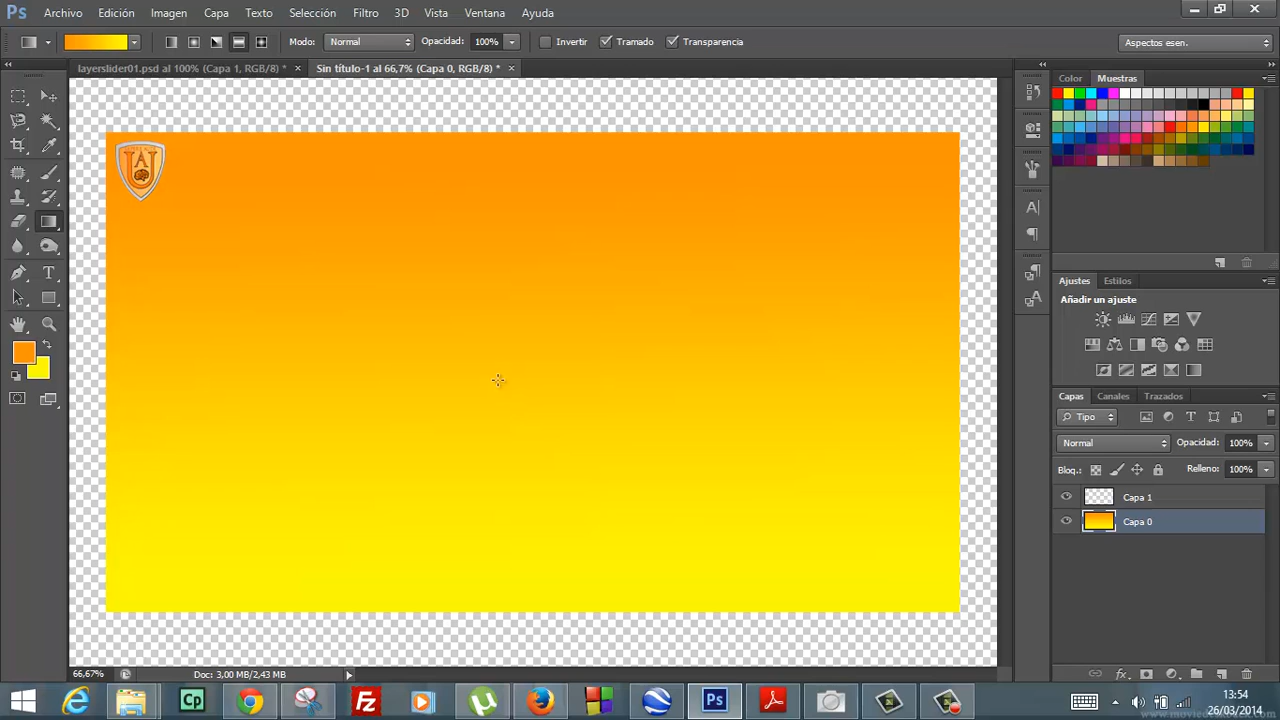 Ps Archivo Edición Imagen Capa Texto Selección Filtro 3D Vista Ventana Ayuda
Modo: Normal Opacidad: 100% Invertir Tramado Transparencia Aspectos esen.
layerslider01.psd al 100% (Capa 1, RGB/8) * × Sin título-1 al 66,7% (Capa 0, RGB/8) * ×
Color Muestras
UAJ
Ajustes Estilos
Añadir un ajuste
Capas Canales Trazados
Tipo
Normal Opacidad: 100%
Bloq.: Relleno: 100%
Capa 1
Capa 0
66,67% Doc: 3,00 MB/2,43 MB
13:54
26/03/2014